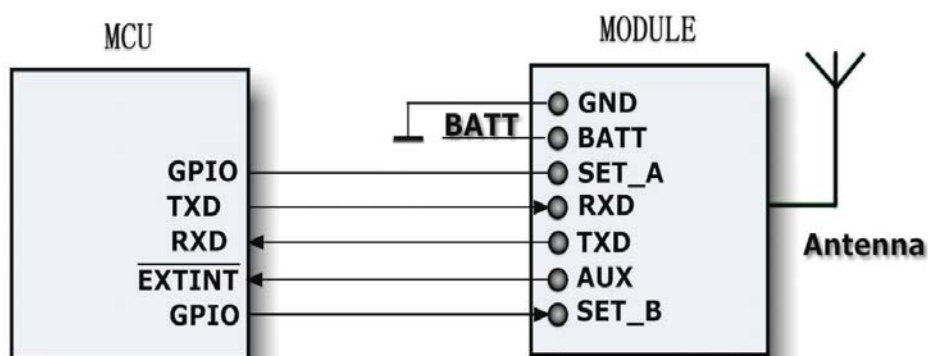 MCU
MODULE
GND
BATT
BATT
GPIO
SET_A
TXD
RXD
RXD
TXD
Antenna
EXTINT
AUX
GPIO
SET_B